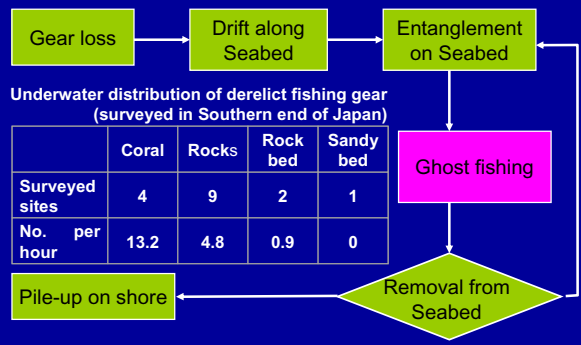 Gear loss
Drift along
Seabed
Entanglement
on Seabed
Underwater distribution of derelict fishing gear
(surveyed in Southern end of Japan)
Coral Rocks Rock bed Sandy bed
Surveyed sites 4 9 2 1
No. per hour 13.2 4.8 0.9 0
Ghost fishing
Removal from
Seabed
Pile-up on shore